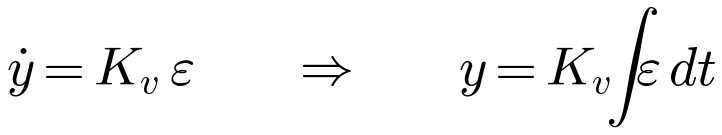 ẏ = K_v ε ⇒ y = K_v ∫ε dt